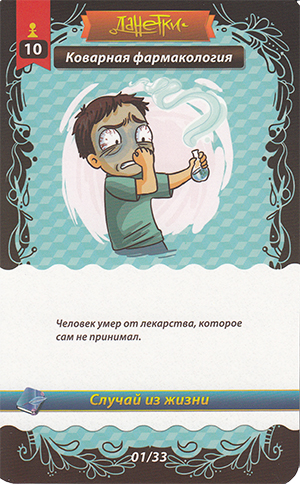 Данетки
10
Коварная фармакология
Человек умер от лекарства, которое
сам не принимал.
Случай из жизни
01/33